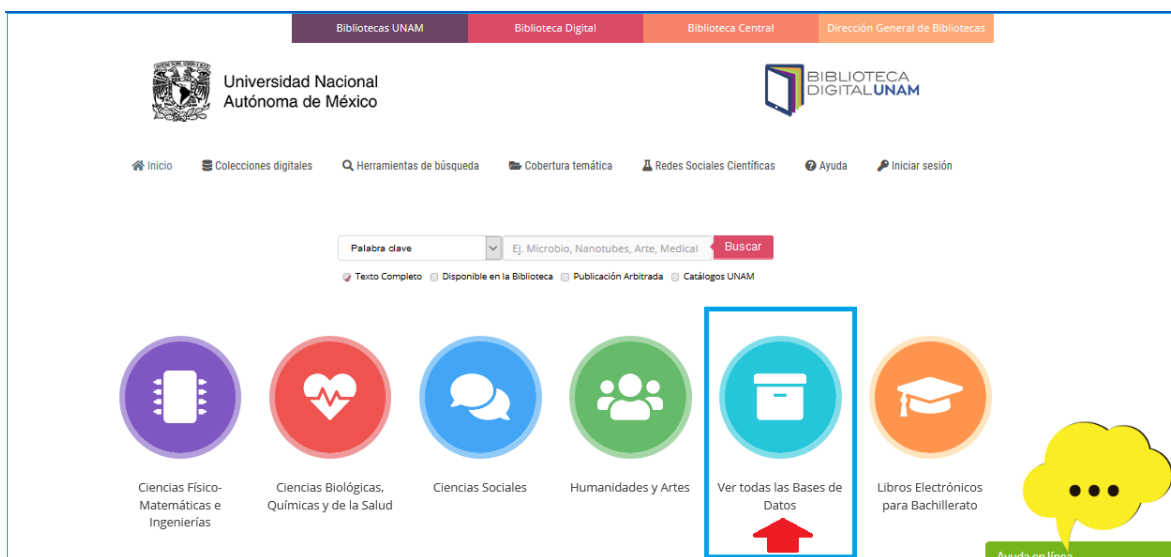 Bibliotecas UNAM
Biblioteca Digital
Biblioteca Central
Dirección General de Bibliotecas
Universidad Nacional
Autónoma de México
BIBLIOTECA
DIGITALUNAM
Inicio
Colecciones digitales
Herramientas de búsqueda
Cobertura temática
Redes Sociales Científicas
Ayuda
Iniciar sesión
Palabra clave
Ej. Microbio, Nanotubes, Arte, Medical
Buscar
Texto Completo
Disponible en la Biblioteca
Publicación Arbitrada
Catálogos UNAM
Ciencias Físico-
Matemáticas e
Ingenierías
Ciencias Biológicas,
Químicas y de la Salud
Ciencias Sociales
Humanidades y Artes
Ver todas las Bases de
Datos
Libros Electrónicos
para Bachillerato
Ayuda en línea